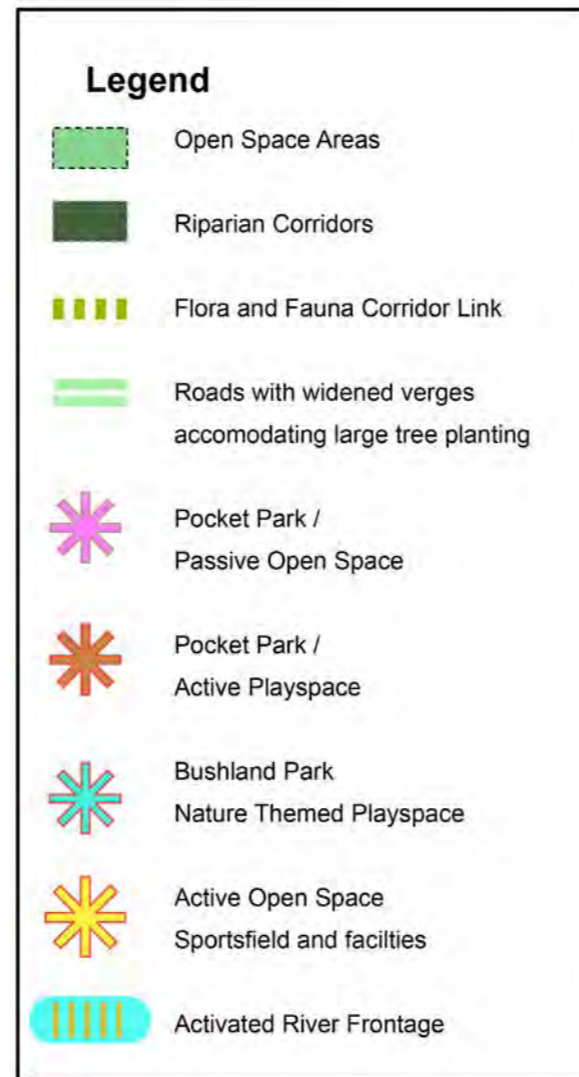 Legend
Open Space Areas
Riparian Corridors
Flora and Fauna Corridor Link
Roads with widened verges
accomodating large tree planting
Pocket Park /
Passive Open Space
Pocket Park /
Active Playspace
Bushland Park
Nature Themed Playspace
Active Open Space
Sportsfield and facilties
Activated River Frontage